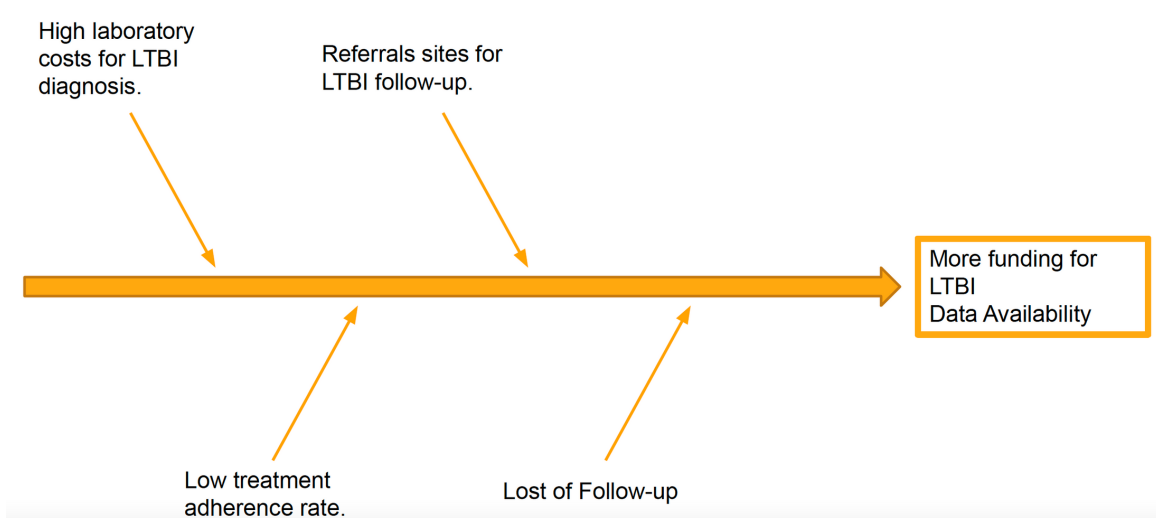 High laboratory
costs for LTBI
diagnosis.
Referrals sites for
LTBI follow-up.
More funding for
LTBI
Data Availability
Low treatment
adherence rate.
Lost of Follow-up